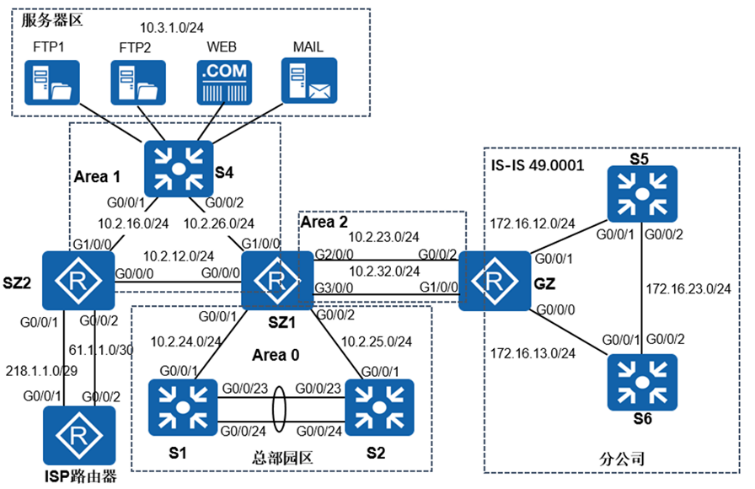 服务器区
10.3.1.0/24
FTP1
FTP2
WEB
MAIL
.COM
Area 1
S4
G0/0/1
G0/0/2
10.2.16.0/24
10.2.26.0/24
G1/0/0
G1/0/0
10.2.12.0/24
SZ2
R
G0/0/0
G0/0/0
R
SZ1
G0/0/1
G0/0/2
61.1.1.0/30
218.1.1.0/29
G0/0/1
G0/0/2
R
ISP路由器
Area 2
10.2.23.0/24
G2/0/0
G0/0/2
10.2.32.0/24
G3/0/0
G1/0/0
R
GZ
G0/0/1
G0/0/2
10.2.24.0/24
10.2.25.0/24
Area 0
G0/0/1
G0/0/1
G0/0/23
G0/0/23
G0/0/24
G0/0/24
S1
S2
总部园区
IS-IS 49.0001
S5
172.16.12.0/24
G0/0/1
G0/0/2
G0/0/1
172.16.23.0/24
G0/0/0
172.16.13.0/24
G0/0/1
G0/0/2
S6
分公司